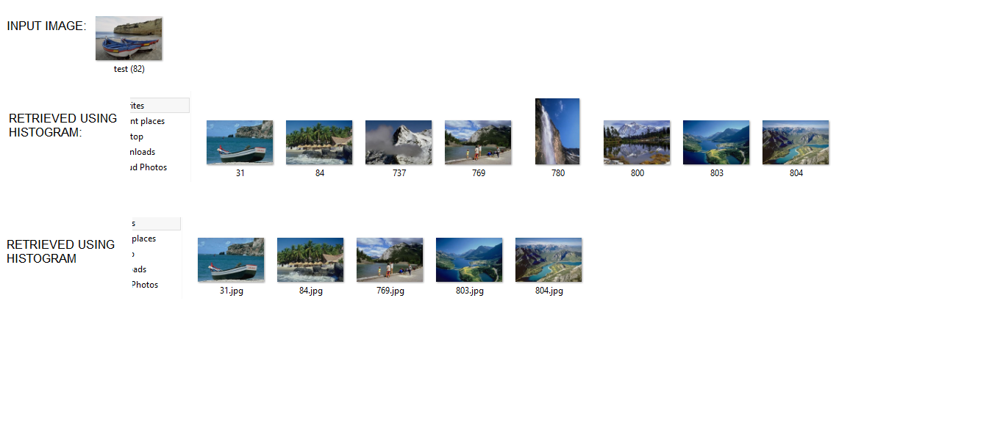 INPUT IMAGE:
test (82)
RETRIEVED USING
HISTOGRAM:
rites
nt places
top
nloads
ud Photos
31 84 737 769 780 800 803 804
RETRIEVED USING
HISTOGRAM
s
places
ads
Photos
31.jpg 84.jpg 769.jpg 803.jpg 804.jpg